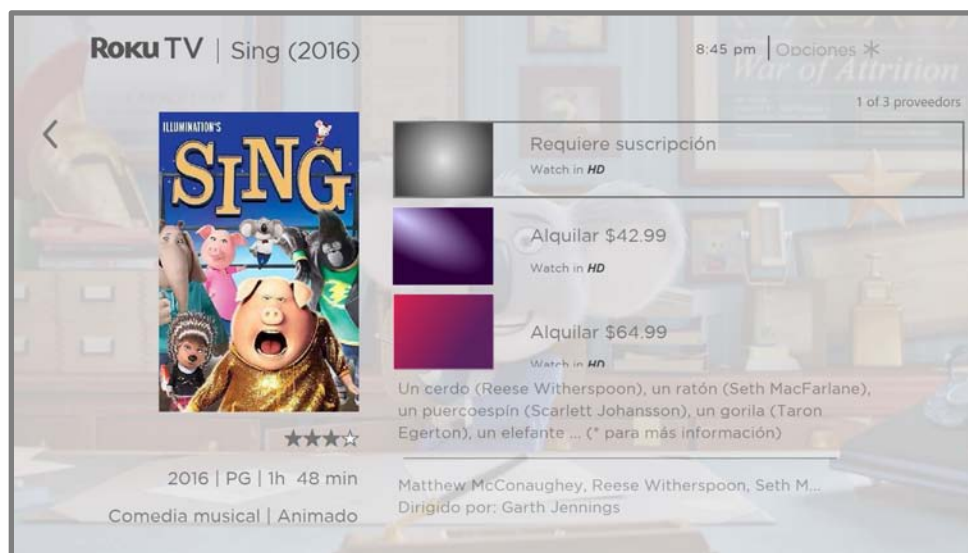 Roku TV | Sing (2016)
8:45 pm | Opciones *
War of Attrition
1 of 3 proveedors
ILLUMINATION'S
SING
Requiere suscripción
Watch in HD
Alquilar $42.99
Watch in HD
Alquilar $64.99
Watch in HD
Un cerdo (Reese Witherspoon), un ratón (Seth MacFarlane),
un puercoespín (Scarlett Johansson), un gorila (Taron
Egerton), un elefante ... (* para más información)
2016 | PG | 1h 48 min
Comedia musical | Animado
Matthew McConaughey, Reese Witherspoon, Seth M...
Dirigido por: Garth Jennings